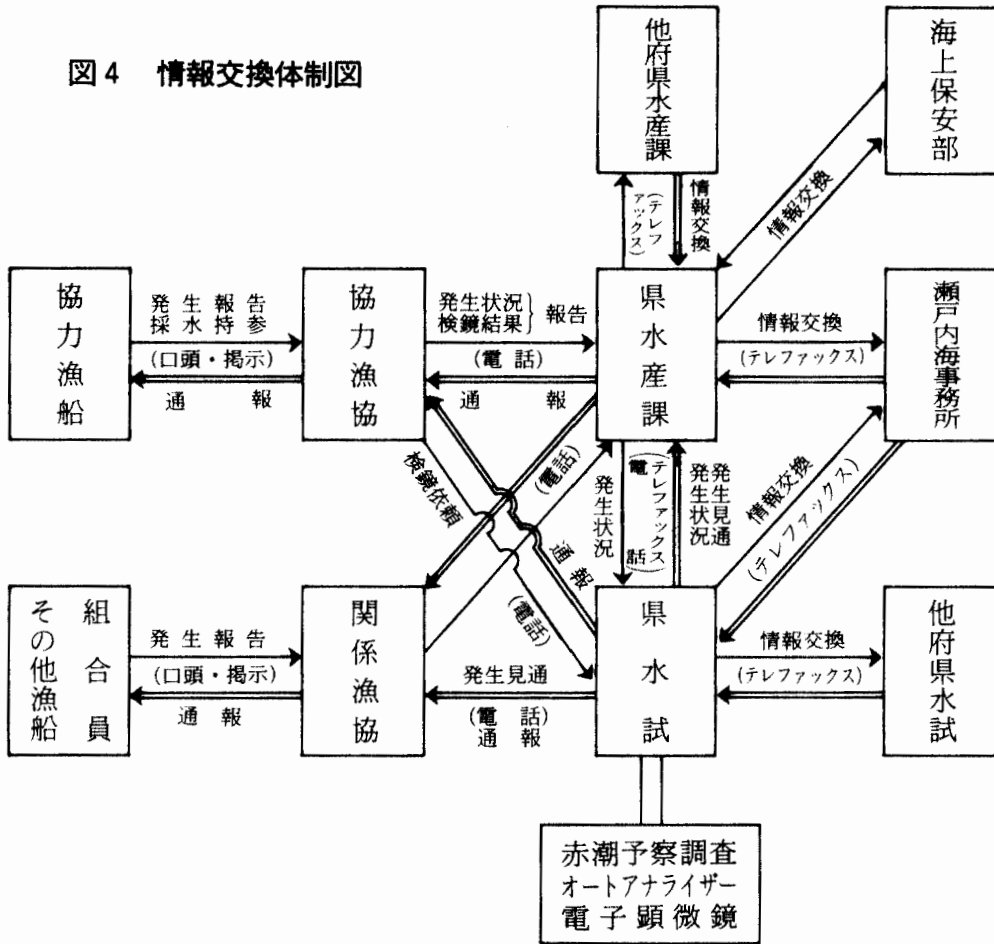 図4 情報交換体制図
他府県水産課
海上保安部
(テレファックス)
情報交換
情報交換
協力漁船
発生報告
採水持参
(口頭・掲示)
通報
協力漁協
発生状況
検鏡結果}報告
(電話)
通報
県水産課
情報交換
(テレファックス)
瀬戸内海事務所
検鏡依頼
(電話)
通報
(電話)
発生状況
(テレファックス
電話)
発生見通
発生状況
情報交換
(テレファックス)
組合員
その他漁船
発生報告
(口頭・掲示)
通報
関係漁協
発生見通
(電話)
通報
県水試
情報交換
(テレファックス)
他府県水試
赤潮予察調査
オートアナライザー
電子顕微鏡